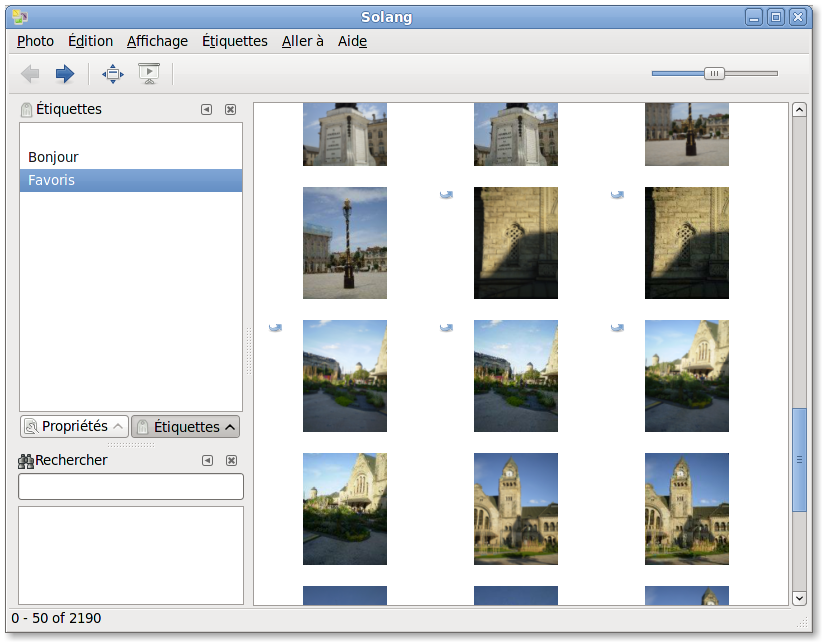 Solang
Photo Édition Affichage Étiquettes Aller à Aide
Étiquettes
Bonjour
Favoris
Propriétés Étiquettes
Rechercher
0 - 50 of 2190